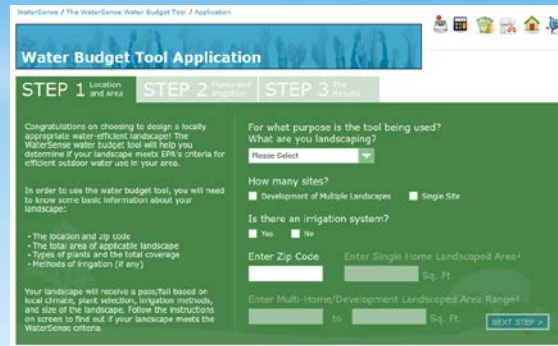 WaterSense / The WaterSense Water Budget Tool / Application
Water Budget Tool Application
STEP 1 Location and Area
STEP 2
STEP 3 The Results
Congratulations on choosing to design a locally
appropriate water-efficient landscape! The
WaterSense water budget tool will help you
determine if your landscape meets EPA's criteria for
efficient outdoor water use in your area.
In order to use the water budget tool, you will need
to know some basic information about your
landscape:
• The location and zip code
• The total area of applicable landscape
• Types of plants and the total coverage
• Methods of irrigation (if any)
Your landscape will receive a pass/fail based on
local climate, plant selection, irrigation methods,
and size of the landscape. Follow the instructions
on screen to find out if your landscape meets the
WaterSense criteria.
For what purpose is the tool being used?
What are you landscaping?
Please Select
How many sites?
Development of Multiple Landscapes Single Site
Is there an irrigation system?
Yes No
Enter Zip Code Enter Single Home Landscaped Area
Sq. Ft.
Enter Multi-Home/Development Landscaped Area Range
to Sq. Ft.
NEXT STEP >